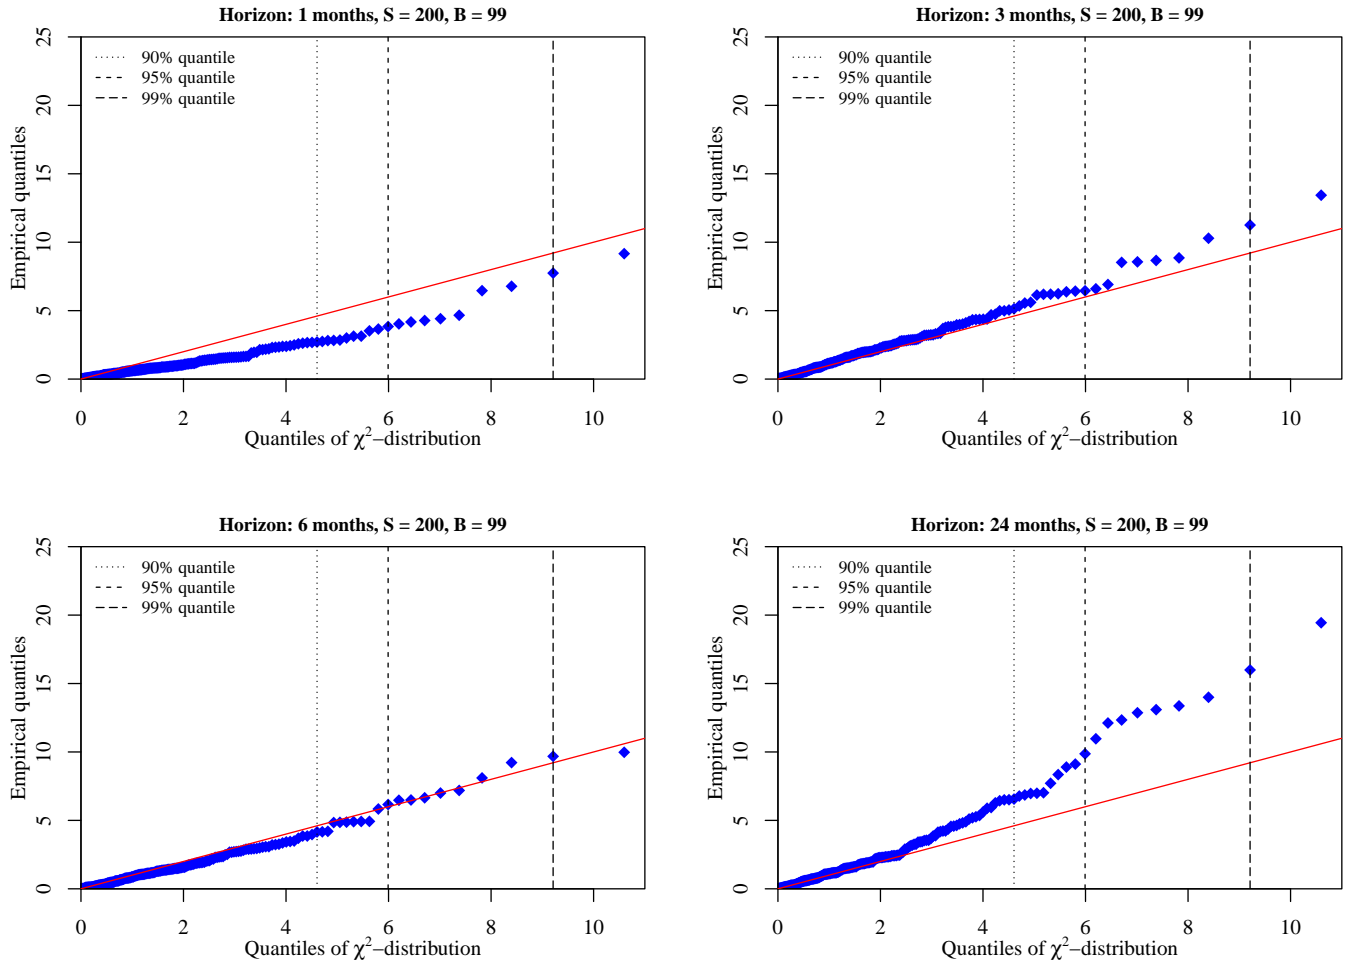 Horizon: 1 months, S = 200, B = 99
25
20
15
10
5
0
Empirical quantiles
90% quantile
95% quantile
99% quantile
0 2 4 6 8 10
Quantiles of χ²−distribution
Horizon: 3 months, S = 200, B = 99
25
20
15
10
5
0
Empirical quantiles
90% quantile
95% quantile
99% quantile
0 2 4 6 8 10
Quantiles of χ²−distribution
Horizon: 6 months, S = 200, B = 99
25
20
15
10
5
0
Empirical quantiles
90% quantile
95% quantile
99% quantile
0 2 4 6 8 10
Quantiles of χ²−distribution
Horizon: 24 months, S = 200, B = 99
25
20
15
10
5
0
Empirical quantiles
90% quantile
95% quantile
99% quantile
0 2 4 6 8 10
Quantiles of χ²−distribution